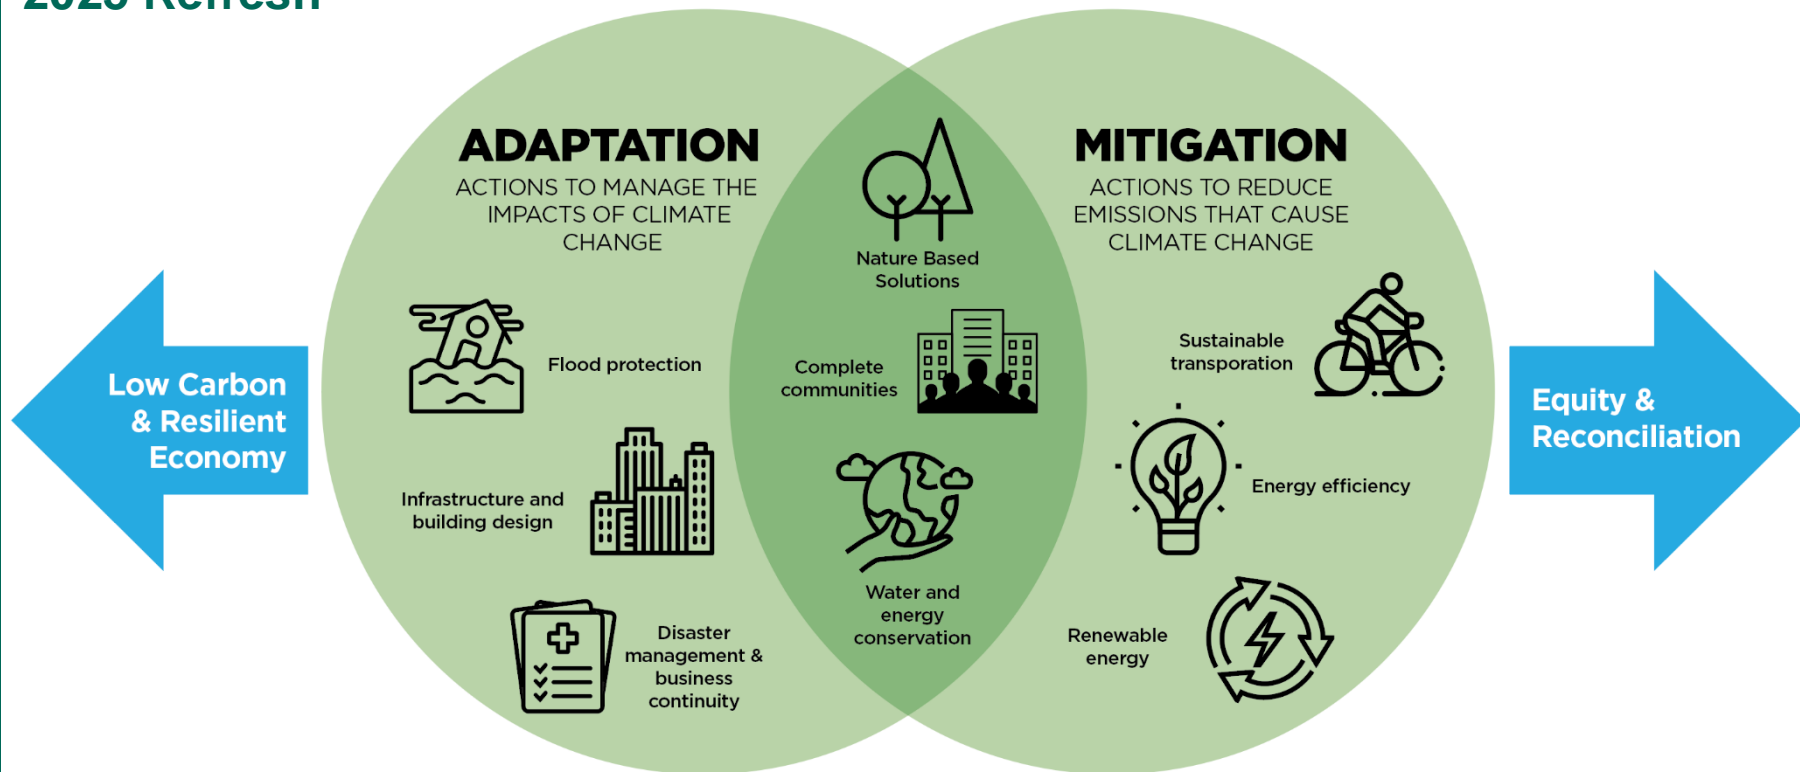 2023 Refresh
ADAPTATION
ACTIONS TO MANAGE THE
IMPACTS OF CLIMATE
CHANGE
Flood protection
Infrastructure and
building design
Disaster
management &
business
continuity
Nature Based
Solutions
Complete
communities
Water and
energy
conservation
MITIGATION
ACTIONS TO REDUCE
EMISSIONS THAT CAUSE
CLIMATE CHANGE
Sustainable
transporation
Energy efficiency
Renewable
energy
Low Carbon
& Resilient
Economy
Equity &
Reconciliation